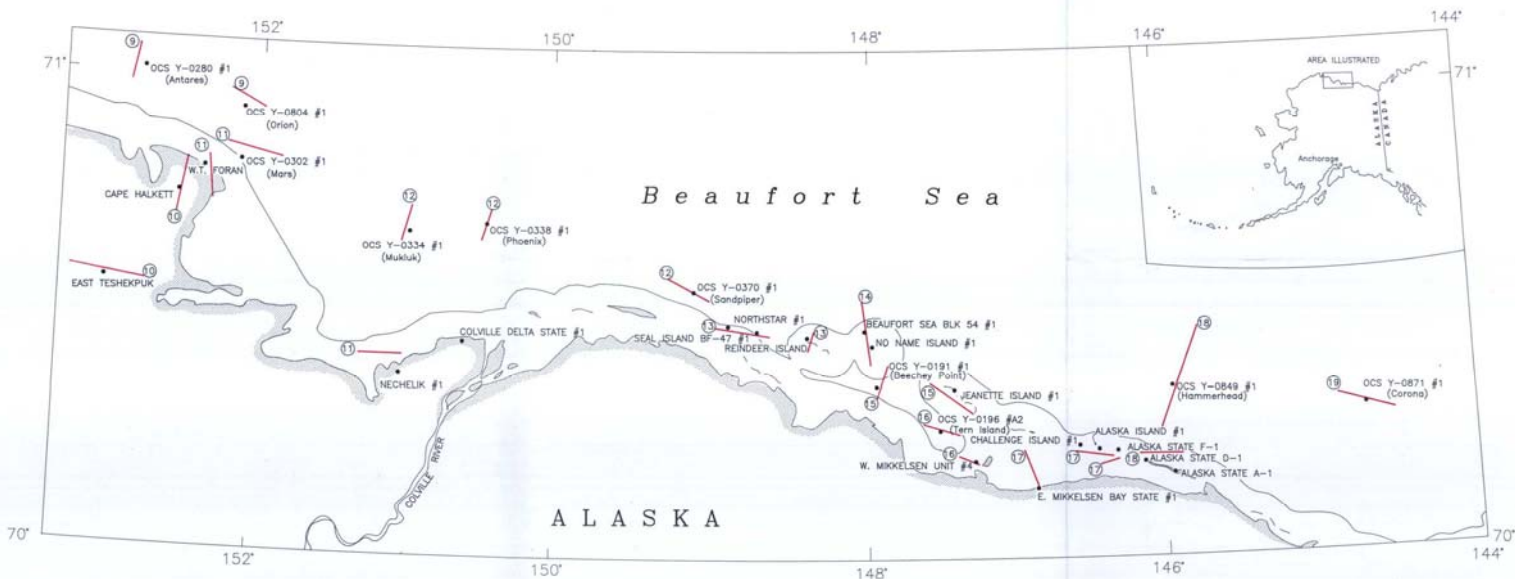 152°
150°
148°
146°
144°
71°
71°
AREA ILLUSTRATED
ALASKA
CANADA
Anchorage
9
OCS Y-0280 #1
(Antares)
9
OCS Y-0804 #1
(Orion)
11
11
OCS Y-0302 #1
(Mars)
W.T. FORAN
CAPE HALKETT
10
Beaufort Sea
12
OCS Y-0334 #1
(Mukluk)
12
OCS Y-0338 #1
(Phoenix)
10
EAST TESHEKPUK
12
OCS Y-0370 #1
(Sandpiper)
14
BEAUFORT SEA BLK 54 #1
NORTHSTAR #1
13
SEAL ISLAND BF-47 #1
13
REINDEER ISLAND
NO NAME ISLAND #1
COLVILLE DELTA STATE #1
11
NECHELIK #1
OCS Y-0191 #1
(Beechey Point)
15
15
JEANETTE ISLAND #1
18
OCS Y-0849 #1
(Hammerhead)
19
OCS Y-0871 #1
(Corona)
16
OCS Y-0196 #A2
(Tern Island)
CHALLENGE ISLAND #1
ALASKA ISLAND #1
16
W. MIKKELSEN UNIT #4
17
17
17
18
ALASKA STATE F-1
ALASKA STATE D-1
ALASKA STATE A-1
E. MIKKELSEN BAY STATE #1
COLVILLE RIVER
ALASKA
70°
70°
152°
150°
148°
146°
144°